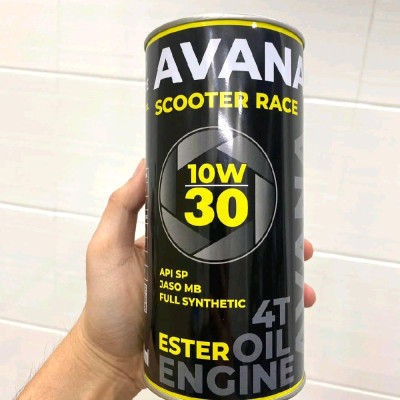 AVANA
SCOOTER RACE
10W
30
API SP
JASO MB
FULL SYNTHETIC
ESTER
4T
OIL
ENGINE
AVANA